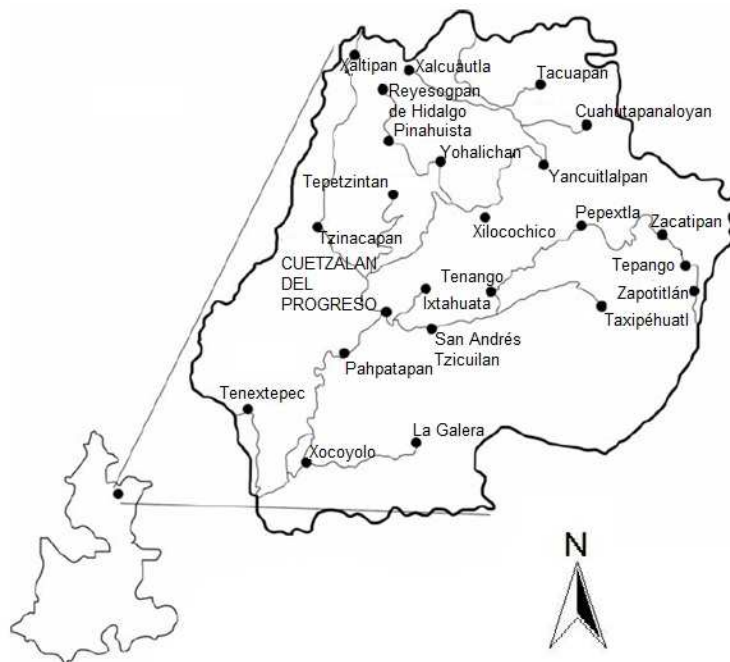 Xaltipan
Xalcuautla
Tacuapan
Reyesogpan
de Hidalgo
Cuahutapanaloyan
Pinahuista
Yohalichan
Yancuitlalpan
Tepetzintan
Pepextla
Zacatipan
Tzinacapan
Xilocochico
CUETZALAN
DEL
PROGRESO
Tenango
Tepango
Ixtahuata
Zapotitlán
Taxipéhuatl
San Andrés
Tzicuilan
Pahpatapan
Tenextepec
La Galera
Xocoyolo
N